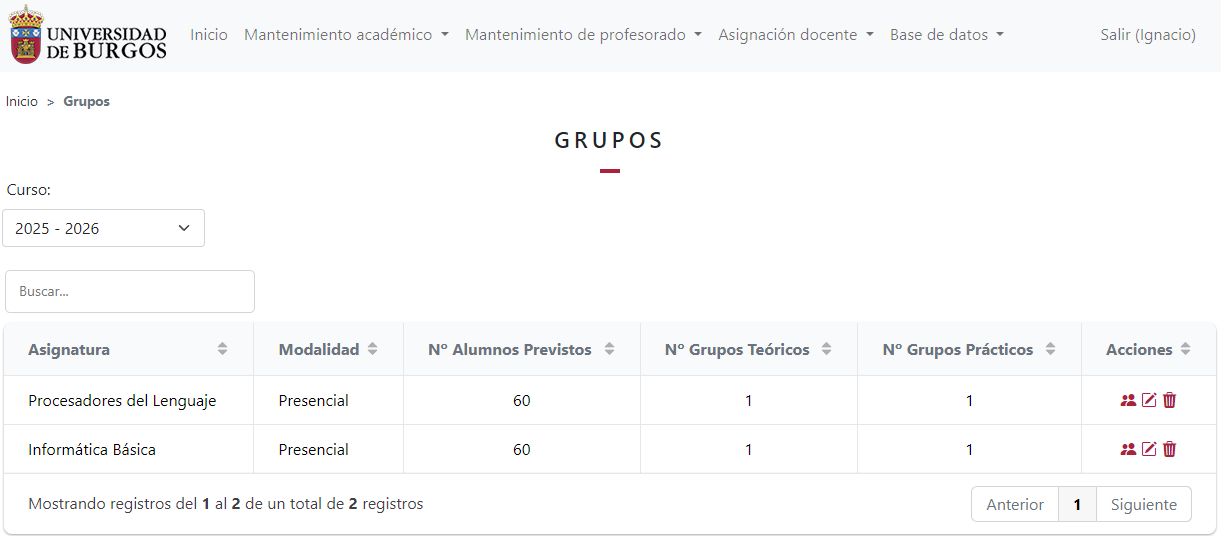 UNIVERSIDAD
DE BURGOS
Inicio Mantenimiento académico Mantenimiento de profesorado Asignación docente Base de datos Salir (Ignacio)
Inicio > Grupos
GRUPOS
Curso:
2025 - 2026
Buscar...
Asignatura Modalidad Nº Alumnos Previstos Nº Grupos Teóricos Nº Grupos Prácticos Acciones
Procesadores del Lenguaje Presencial 60 1 1
Informática Básica Presencial 60 1 1
Mostrando registros del 1 al 2 de un total de 2 registros Anterior 1 Siguiente